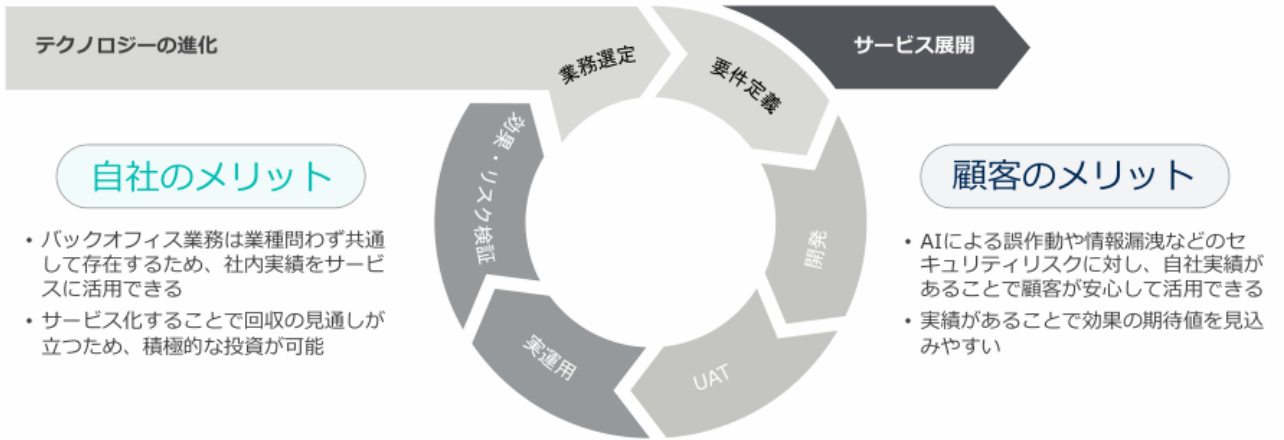 テクノロジーの進化
サービス展開
業務選定
要件定義
開発
UAT
実運用
効果・リスク検証
自社のメリット
• バックオフィス業務は業種問わず共通
して存在するため、社内実績をサービ
スに活用できる
• サービス化することで回収の見通しが
立つため、積極的な投資が可能
顧客のメリット
• AIによる誤作動や情報漏洩などのセ
キュリティリスクに対し、自社実績が
あることで顧客が安心して活用できる
• 実績があることで効果の期待値を見込
みやすい